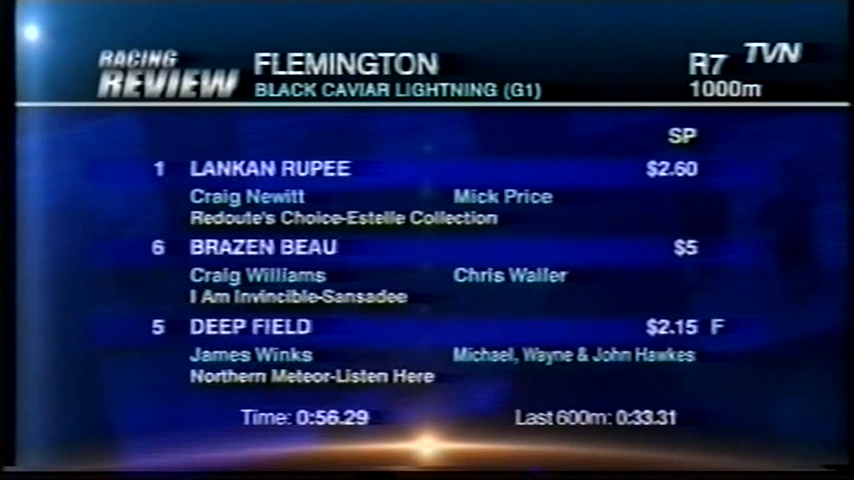 RACING REVIEW
FLEMINGTON
BLACK CAVIAR LIGHTNING (G1)
R7
1000m
TVN
SP
1 LANKAN RUPEE $2.60
Craig Newitt Mick Price
Redoute's Choice-Estelle Collection
6 BRAZEN BEAU $5
Craig Williams Chris Waller
I Am Invincible-Sansadee
5 DEEP FIELD $2.15 F
James Winks Michael, Wayne & John Hawkes
Northern Meteor-Listen Here
Time: 0:56.29 Last 600m: 0:33.31